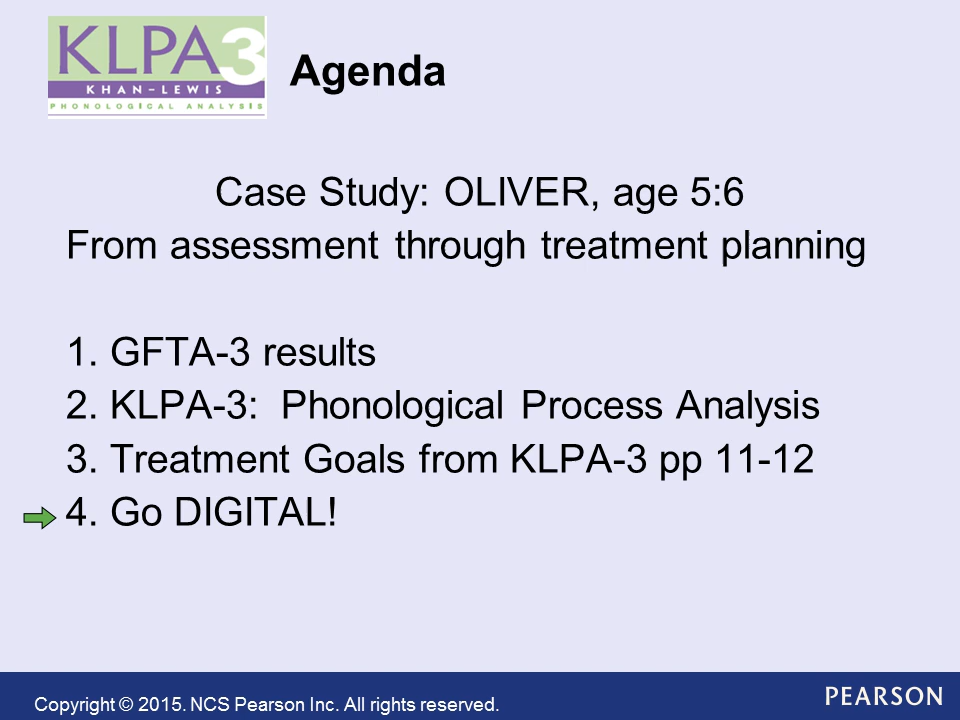 KLPA3
KHAN-LEWIS
PHONOLOGICAL ANALYSIS
Agenda
Case Study: OLIVER, age 5:6
From assessment through treatment planning
1. GFTA-3 results
2. KLPA-3:  Phonological Process Analysis
3. Treatment Goals from KLPA-3 pp 11-12
4. Go DIGITAL!
Copyright © 2015. NCS Pearson Inc. All rights reserved.
PEARSON